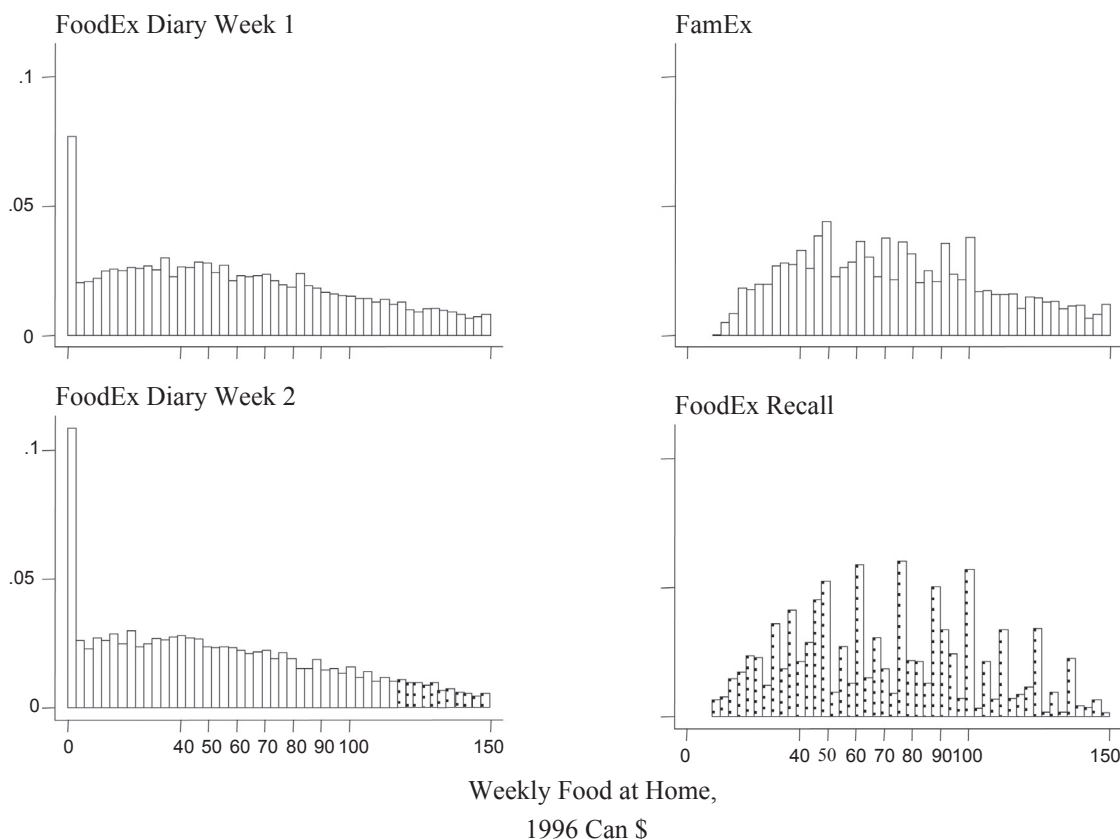 FoodEx Diary Week 1
.1
.05
0
FamEx
FoodEx Diary Week 2
.1
.05
0
0 40 50 60 70 80 90 100 150
FoodEx Recall
0 40 50 60 70 80 90 100 150
Weekly Food at Home,
1996 Can $